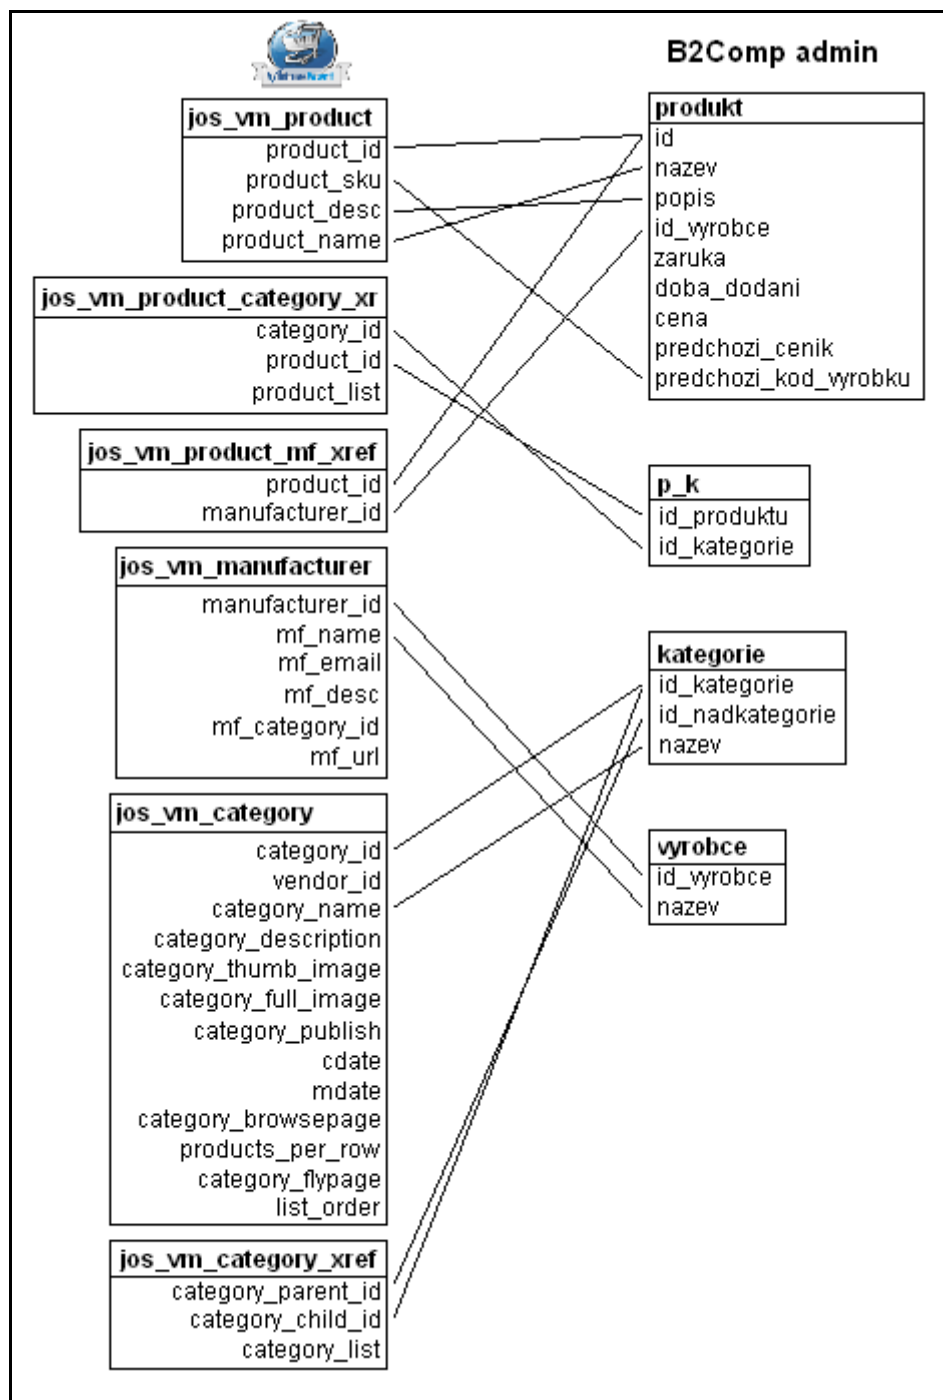 B2Comp admin
jos_vm_product
product_id
product_sku
product_desc
product_name
jos_vm_product_category_xr
category_id
product_id
product_list
jos_vm_product_mf_xref
product_id
manufacturer_id
jos_vm_manufacturer
manufacturer_id
mf_name
mf_email
mf_desc
mf_category_id
mf_url
jos_vm_category
category_id
vendor_id
category_name
category_description
category_thumb_image
category_full_image
category_publish
cdate
mdate
category_browsepage
products_per_row
category_flypage
list_order
jos_vm_category_xref
category_parent_id
category_child_id
category_list
produkt
id
nazev
popis
id_vyrobce
zaruka
doba_dodani
cena
predchozi_cenik
predchozi_kod_vyrobku
p_k
id_produktu
id_kategorie
kategorie
id_kategorie
id_nadkategorie
nazev
vyrobce
id_vyrobce
nazev